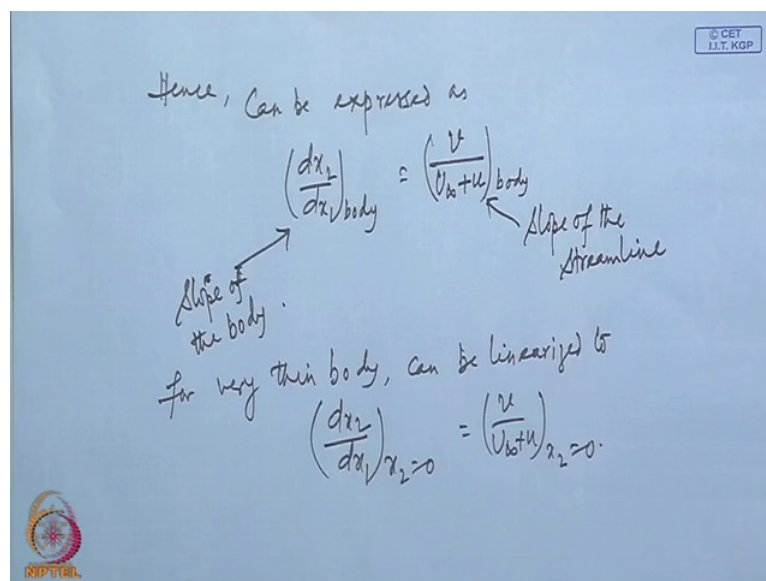 © CET
I.I.T. KGP
Hence, Can be expressed as
(dx₂/dx₁)body = (v/(U∞+u))body
Slope of the body.
Slope of the streamline
for very thin body, can be linearized to
(dx₂/dx₁)x₂=0 = (v/(U∞+u))x₂=0.
NPTEL